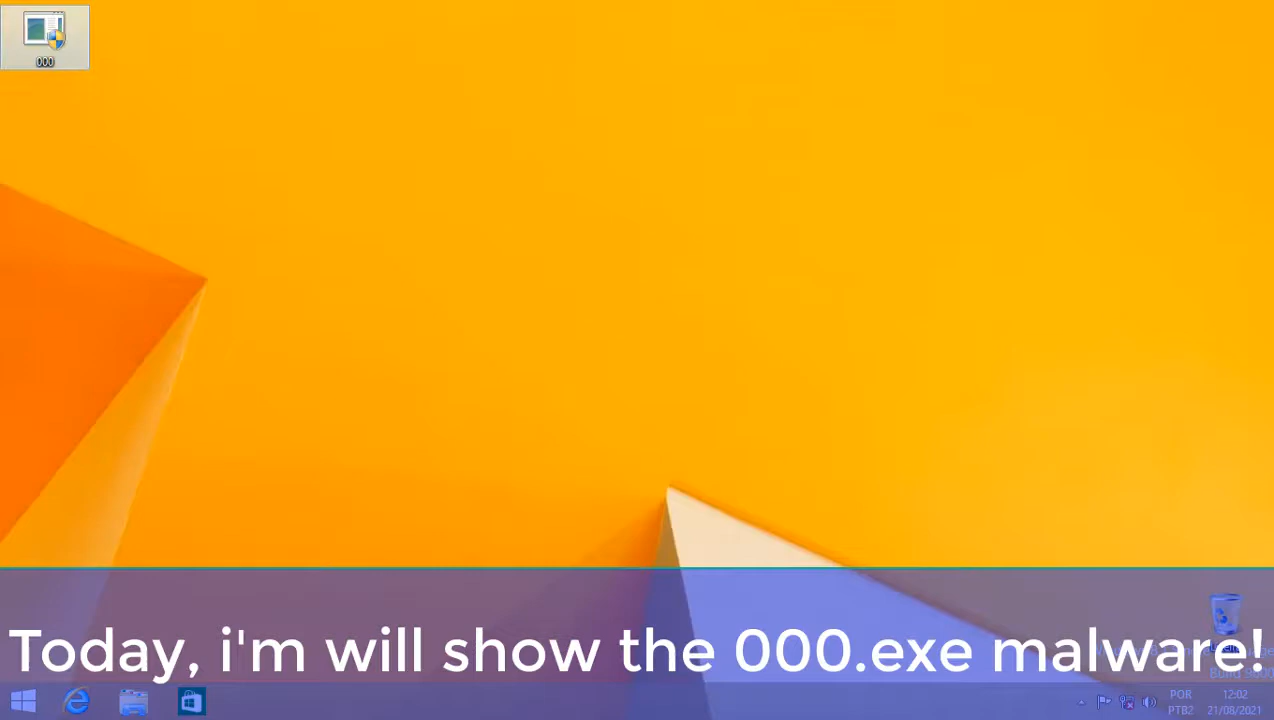 000
Today, i'm will show the 000.exe malware!
POR
12:02
PTB2
21/08/2021